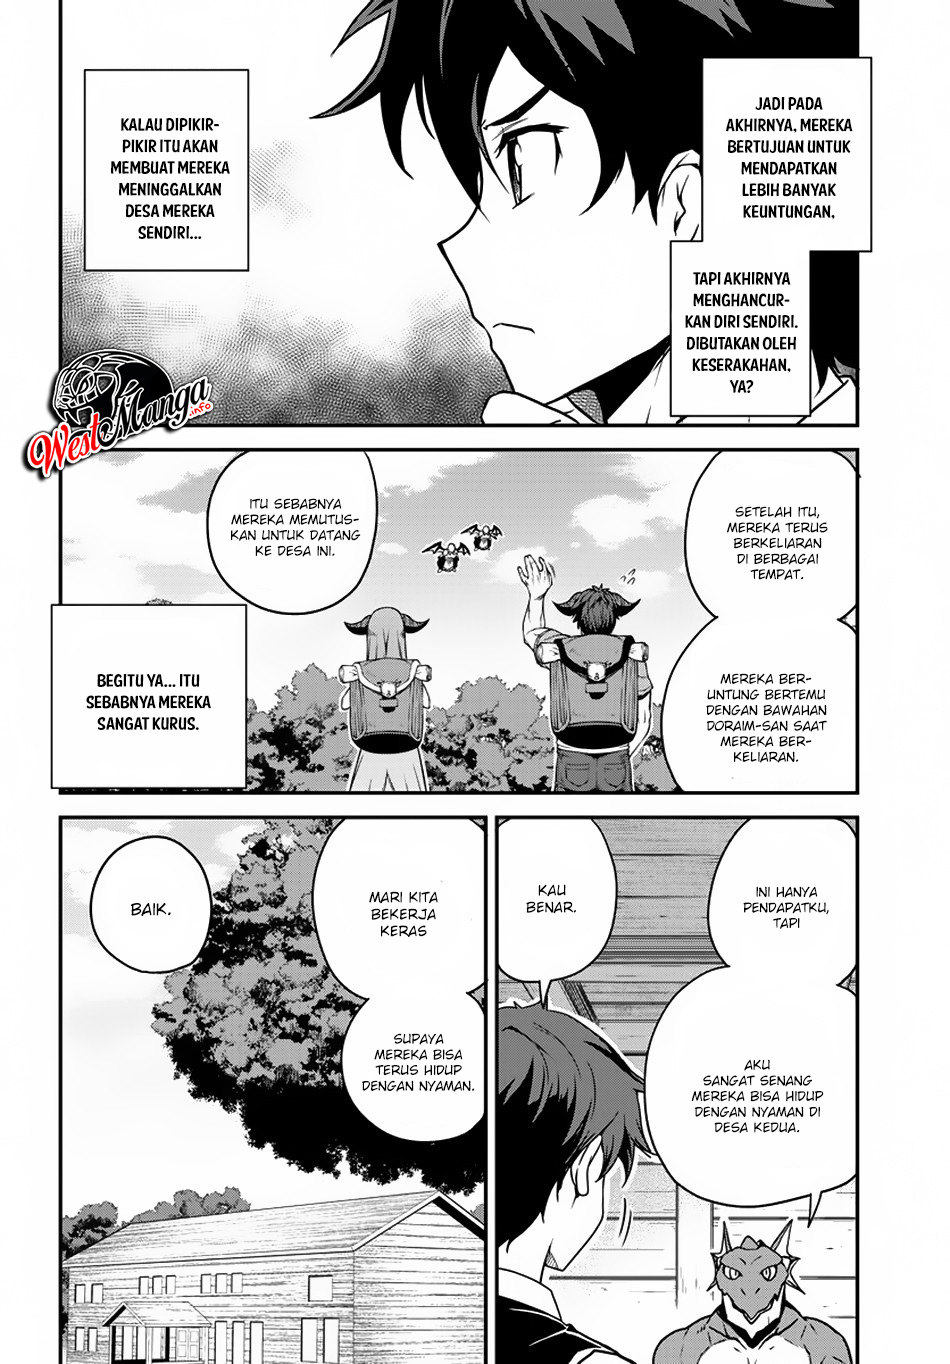 JADI PADA
AKHIRNYA, MEREKA
BERTUJUAN UNTUK
MENDAPATKAN
LEBIH BANYAK
KEUNTUNGAN,
TAPI AKHIRNYA
MENGHANCUR-
KAN DIRI SENDIRI.
DIBUTAKAN OLEH
KESERAKAHAN,
YA?
KALAU DIPIKIR-
PIKIR ITU AKAN
MEMBUAT MEREKA
MENINGGALKAN
DESA MEREKA
SENDIRI...
WestManga
.info
SETELAH ITU,
MEREKA TERUS
BERKELIARAN
DI BERBAGAI
TEMPAT.
MEREKA BER-
UNTUNG BERTEMU
DENGAN BAWAHAN
DORAIM-SAN SAAT
MEREKA BER-
KELIARAN.
ITU SEBABNYA
MEREKA MEMUTUS-
KAN UNTUK DATANG
KE DESA INI.
BEGITU YA... ITU
SEBABNYA MEREKA
SANGAT KURUS.
INI HANYA
PENDAPATKU,
TAPI
AKU
SANGAT SENANG
MEREKA BISA HIDUP
DENGAN NYAMAN DI
DESA KEDUA.
KAU
BENAR.
MARI KITA
BEKERJA
KERAS
SUPAYA
MEREKA BISA
TERUS HIDUP
DENGAN NYAMAN.
BAIK.